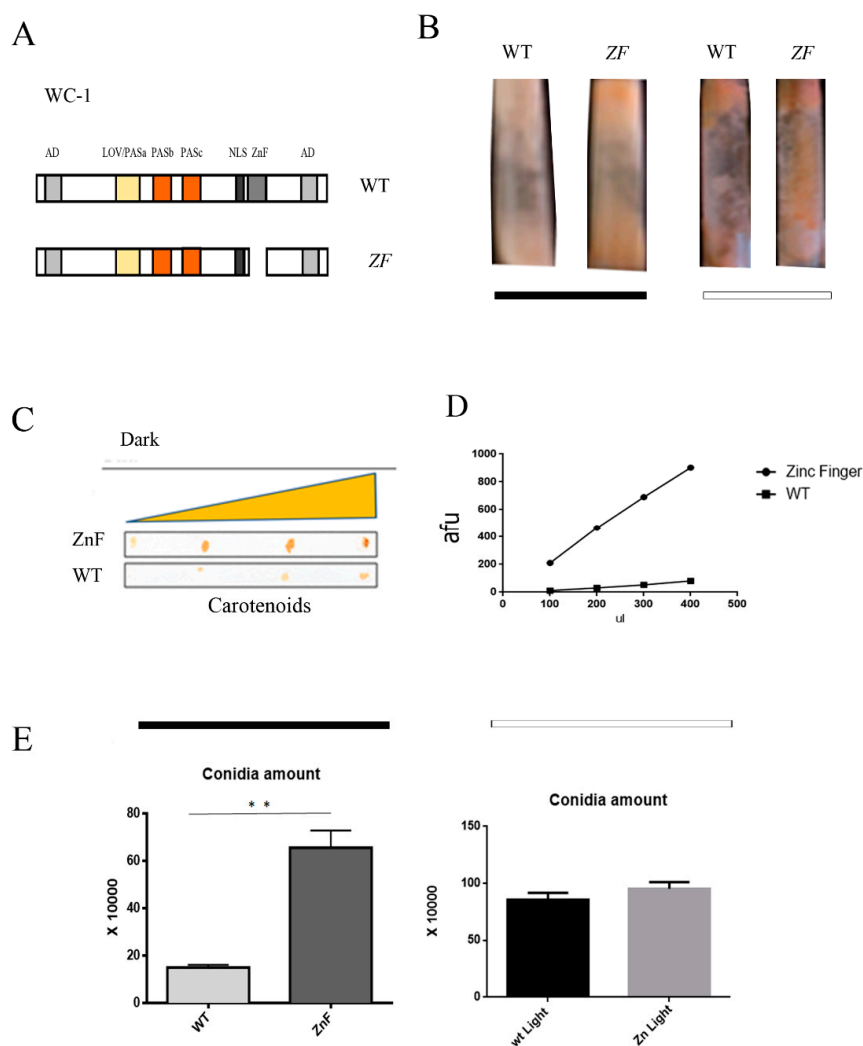 A
WC-1
AD LOV/PASa PASb PASc NLS ZnF AD
WT
ZF
B
WT ZF WT ZF
C
Dark
ZnF
WT
Carotenoids
D
1000
800
600
400
200
0
afu
0 100 200 300 400 500
ul
Zinc Finger
WT
E
Conidia amount
* *
80
60
40
20
0
X 10000
WT ZnF
Conidia amount
150
100
50
0
X 10000
wt Light Zn Light